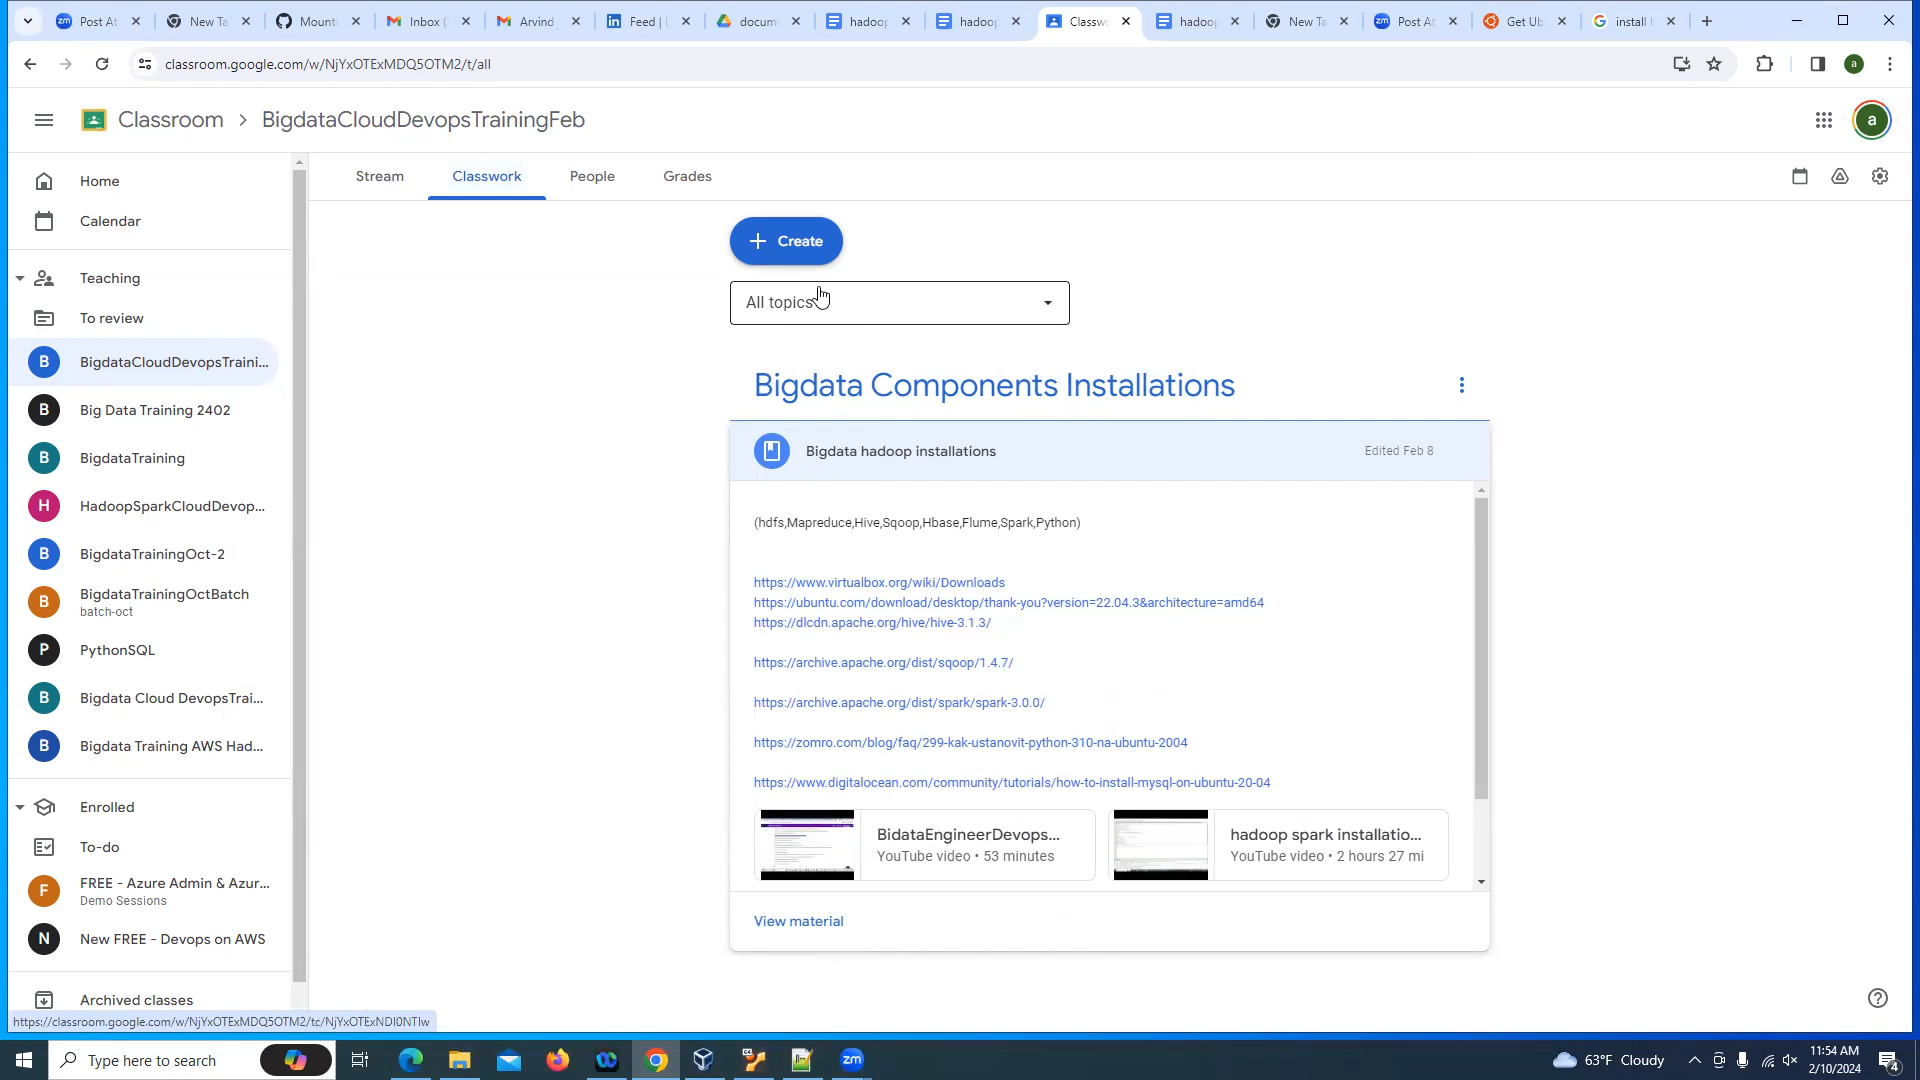 Post At
New Ta
Mounti
Inbox (
Arvind
Feed | L
docum
hadoop
hadoop
Classwo
hadoop
New Ta
Post At
Get Ub
install
classroom.google.com/w/NjYxOTExMDQ5OTM2/t/all
a
Classroom > BigdataCloudDevopsTrainingFeb
a
Home
Calendar
Teaching
To review
B BigdataCloudDevopsTraini...
B Big Data Training 2402
B BigdataTraining
H HadoopSparkCloudDevop...
B BigdataTrainingOct-2
B BigdataTrainingOctBatch
batch-oct
P PythonSQL
B Bigdata Cloud DevopsTrai...
B Bigdata Training AWS Had...
Enrolled
To-do
F FREE - Azure Admin & Azur...
Demo Sessions
N New FREE - Devops on AWS
Archived classes
Stream Classwork People Grades
+ Create
All topics
Bigdata Components Installations
Bigdata hadoop installations Edited Feb 8
(hdfs,Mapreduce,Hive,Sqoop,Hbase,Flume,Spark,Python)
https://www.virtualbox.org/wiki/Downloads
https://ubuntu.com/download/desktop/thank-you?version=22.04.3&architecture=amd64
https://dlcdn.apache.org/hive/hive-3.1.3/
https://archive.apache.org/dist/sqoop/1.4.7/
https://archive.apache.org/dist/spark/spark-3.0.0/
https://zomro.com/blog/faq/299-kak-ustanovit-python-310-na-ubuntu-2004
https://www.digitalocean.com/community/tutorials/how-to-install-mysql-on-ubuntu-20-04
BidataEngineerDevops...
YouTube video • 53 minutes
hadoop spark installatio...
YouTube video • 2 hours 27 mi
View material
https://classroom.google.com/w/NjYxOTExMDQ5OTM2/tc/NjYxOTExNDI0NTIw
Type here to search
zm
63°F Cloudy
11:54 AM
2/10/2024
4